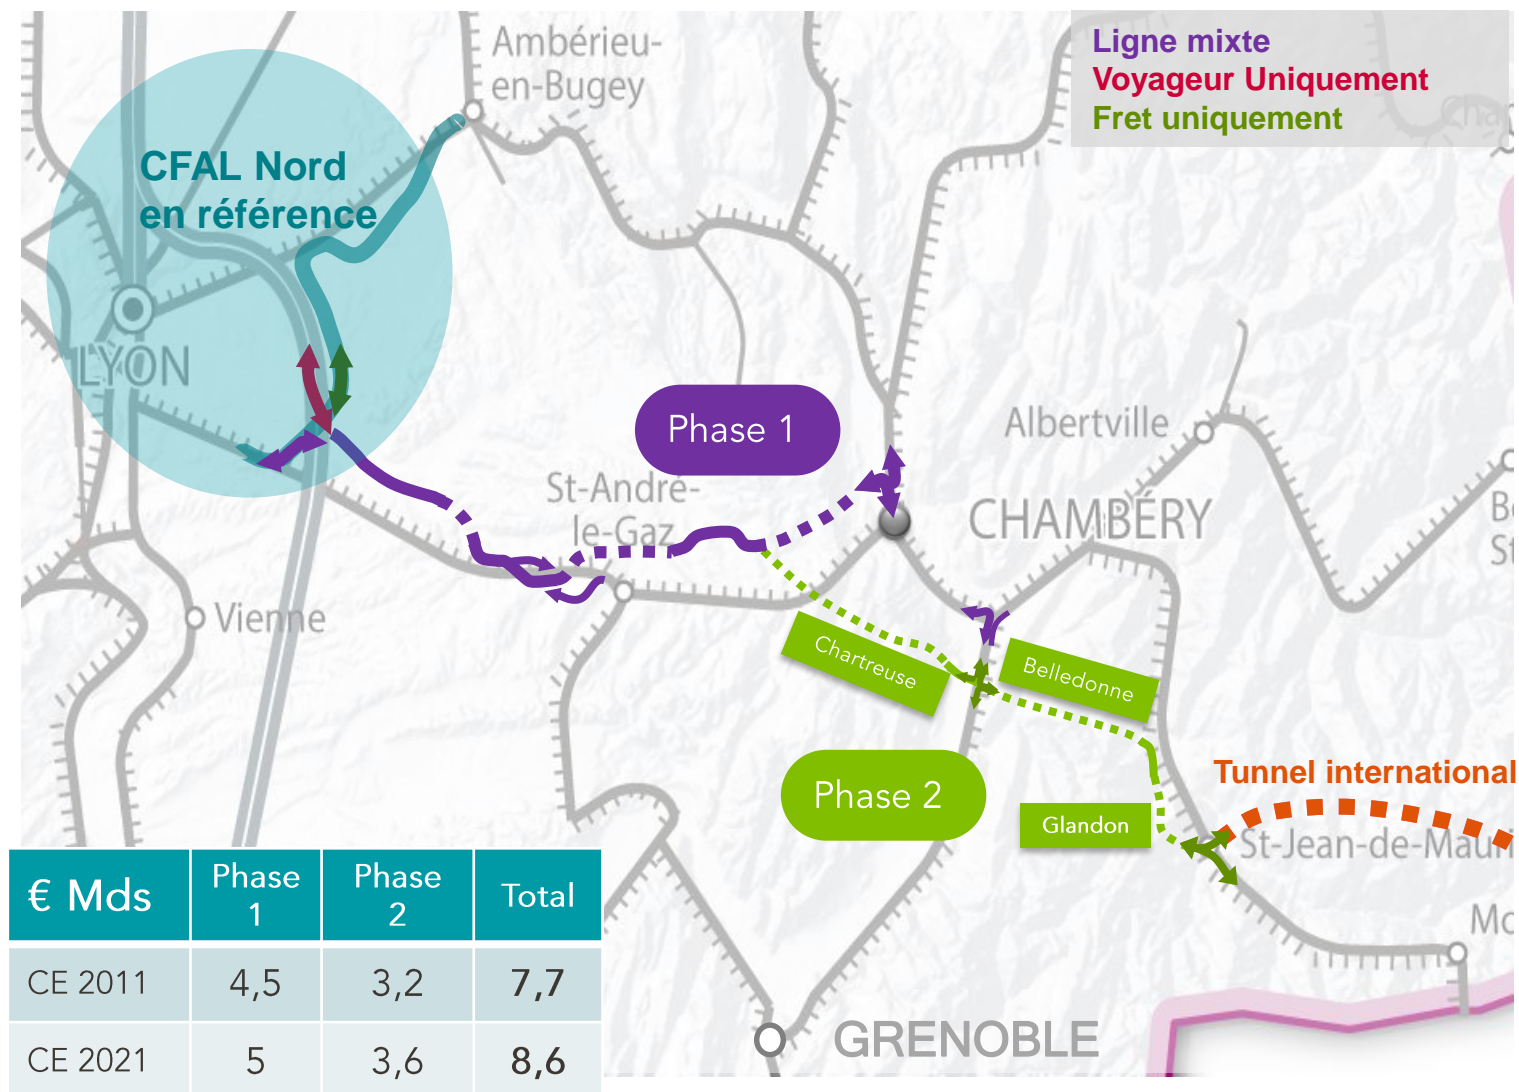 Ambérieu-
en-Bugey
Ligne mixte
Voyageur Uniquement
Fret uniquement
CFAL Nord
en référence
LYON
Phase 1
Albertville
St-André-
le-Gaz
CHAMBÉRY
Vienne
Chartreuse
Belledonne
Phase 2
Tunnel international
Glandon
St-Jean-de-Mauri
€ Mds
Phase
1
Phase
2
Total
CE 2011
4,5
3,2
7,7
CE 2021
5
3,6
8,6
GRENOBLE